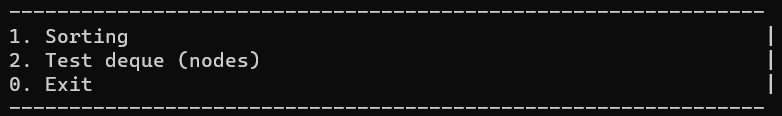 ---------------------------------------------------------------
1. Sorting                                                     |
2. Test deque (nodes)                                          |
0. Exit                                                        |
---------------------------------------------------------------